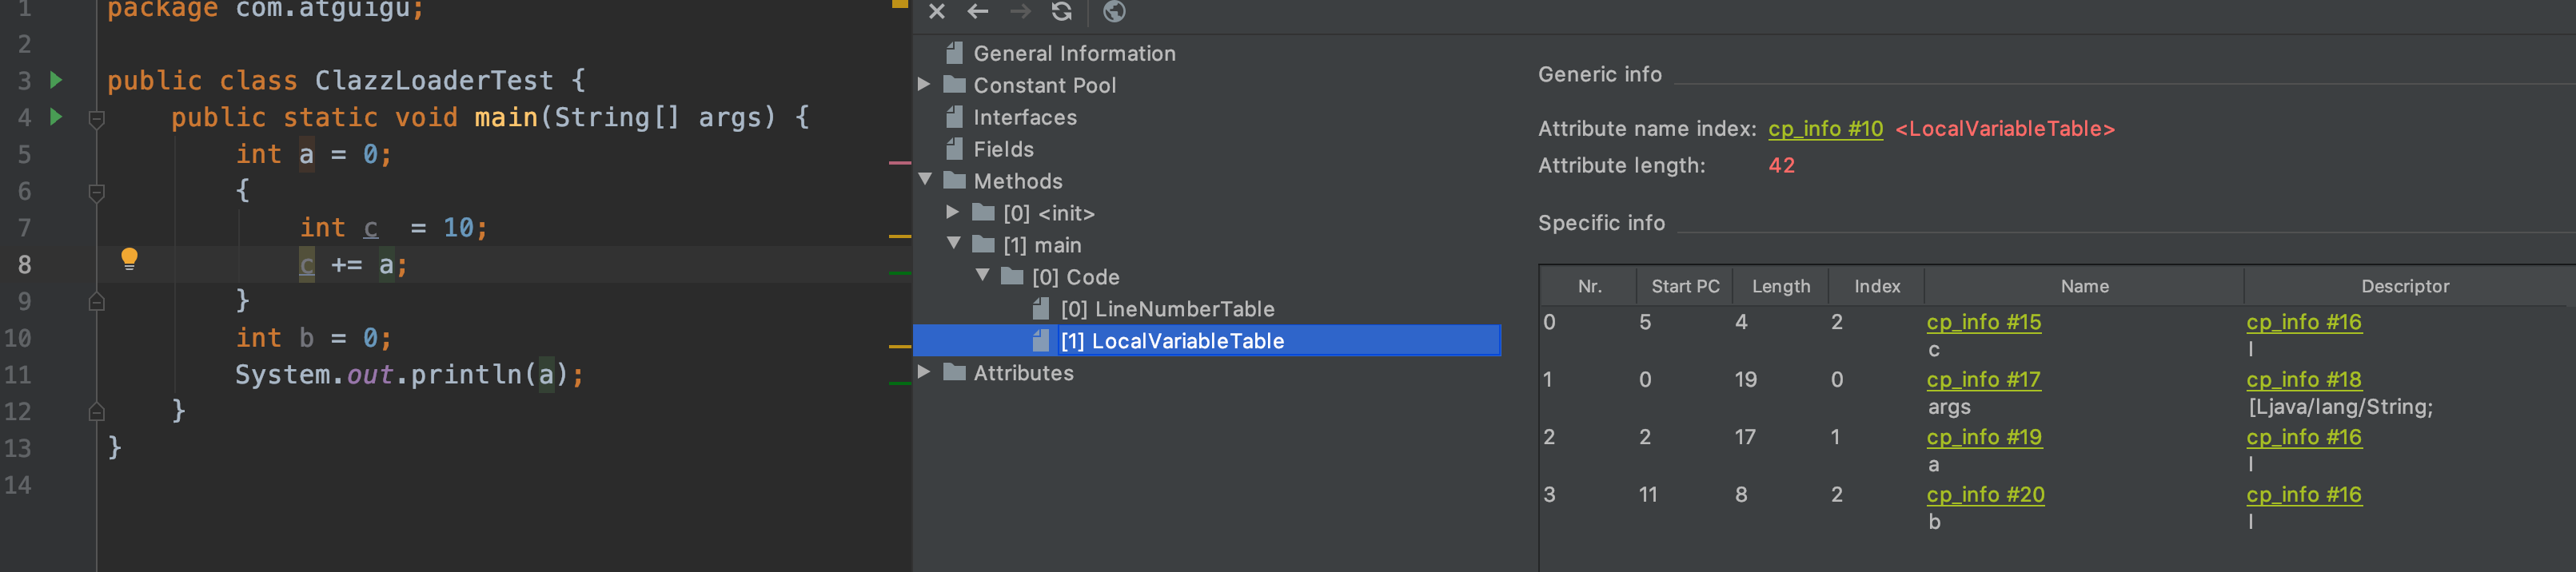 1 package com.atguigu;
2
3 public class ClazzLoaderTest {
4 public static void main(String[] args) {
5 int a = 0;
6 {
7 int c = 10;
8 c += a;
9 }
10 int b = 0;
11 System.out.println(a);
12 }
13 }
14
General Information
Constant Pool
Interfaces
Fields
Methods
[0] <init>
[1] main
[0] Code
[0] LineNumberTable
[1] LocalVariableTable
Attributes
Generic info
Attribute name index: cp_info #10 <LocalVariableTable>
Attribute length: 42
Specific info
Nr. Start PC Length Index Name Descriptor
0 5 4 2 cp_info #15 cp_info #16
c I
1 0 19 0 cp_info #17 cp_info #18
args [Ljava/lang/String;
2 2 17 1 cp_info #19 cp_info #16
a I
3 11 8 2 cp_info #20 cp_info #16
b I